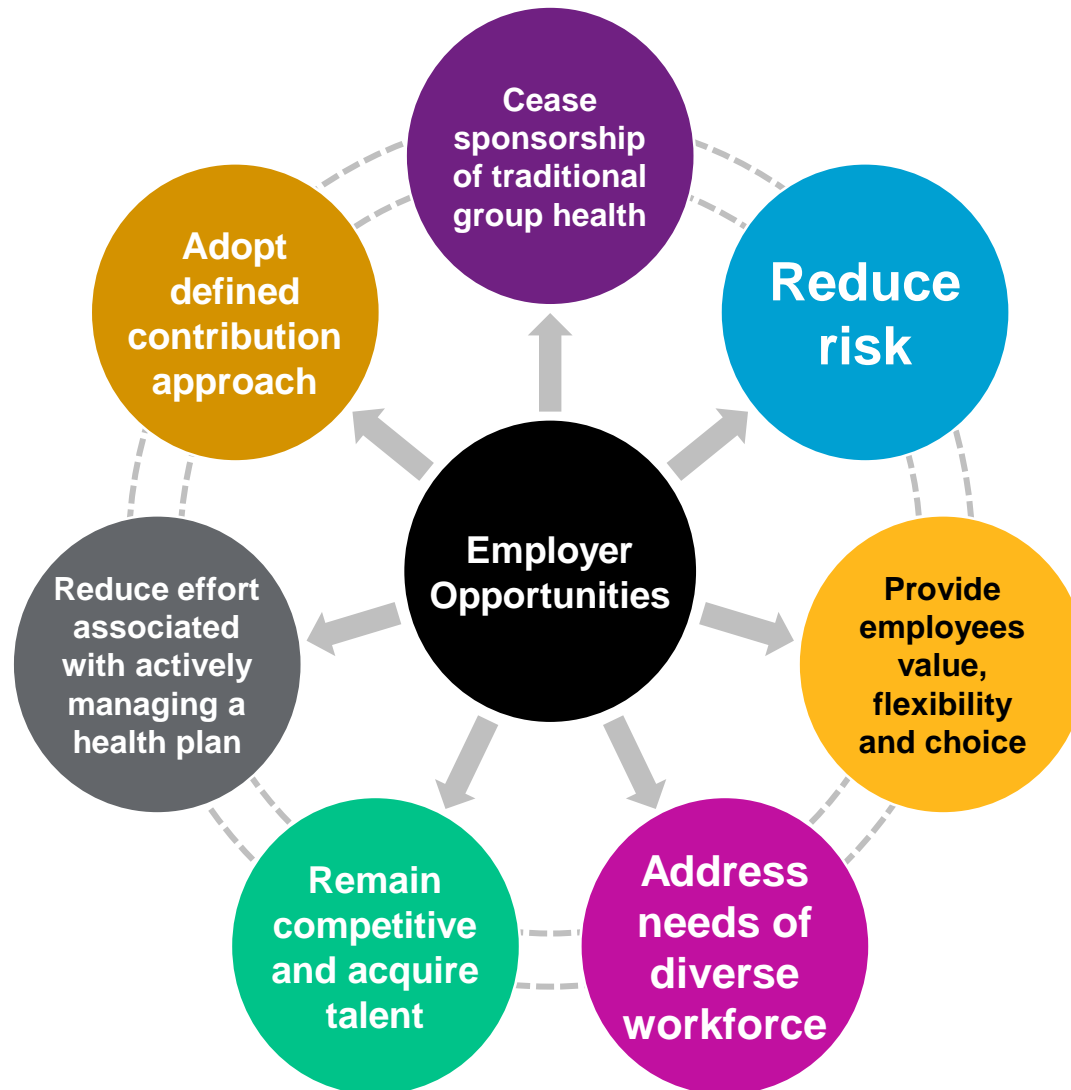 Cease
sponsorship
of traditional
group health
Reduce
risk
Provide
employees
value,
flexibility
and choice
Address
needs of
diverse
workforce
Remain
competitive
and acquire
talent
Reduce effort
associated
with actively
managing a
health plan
Adopt
defined
contribution
approach
Employer
Opportunities